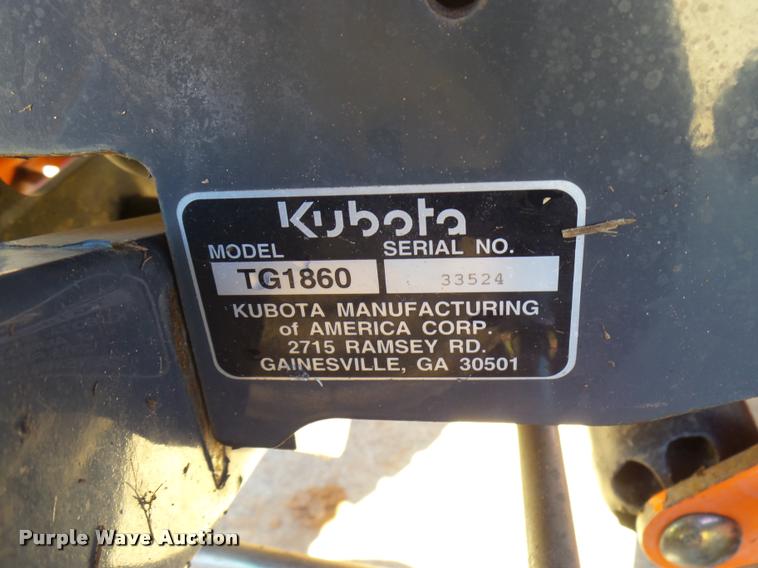 Kubota
MODEL SERIAL NO.
TG1860 33524
KUBOTA MANUFACTURING
of AMERICA CORP.
2715 RAMSEY RD.
GAINESVILLE, GA 30501
Purple Wave Auction